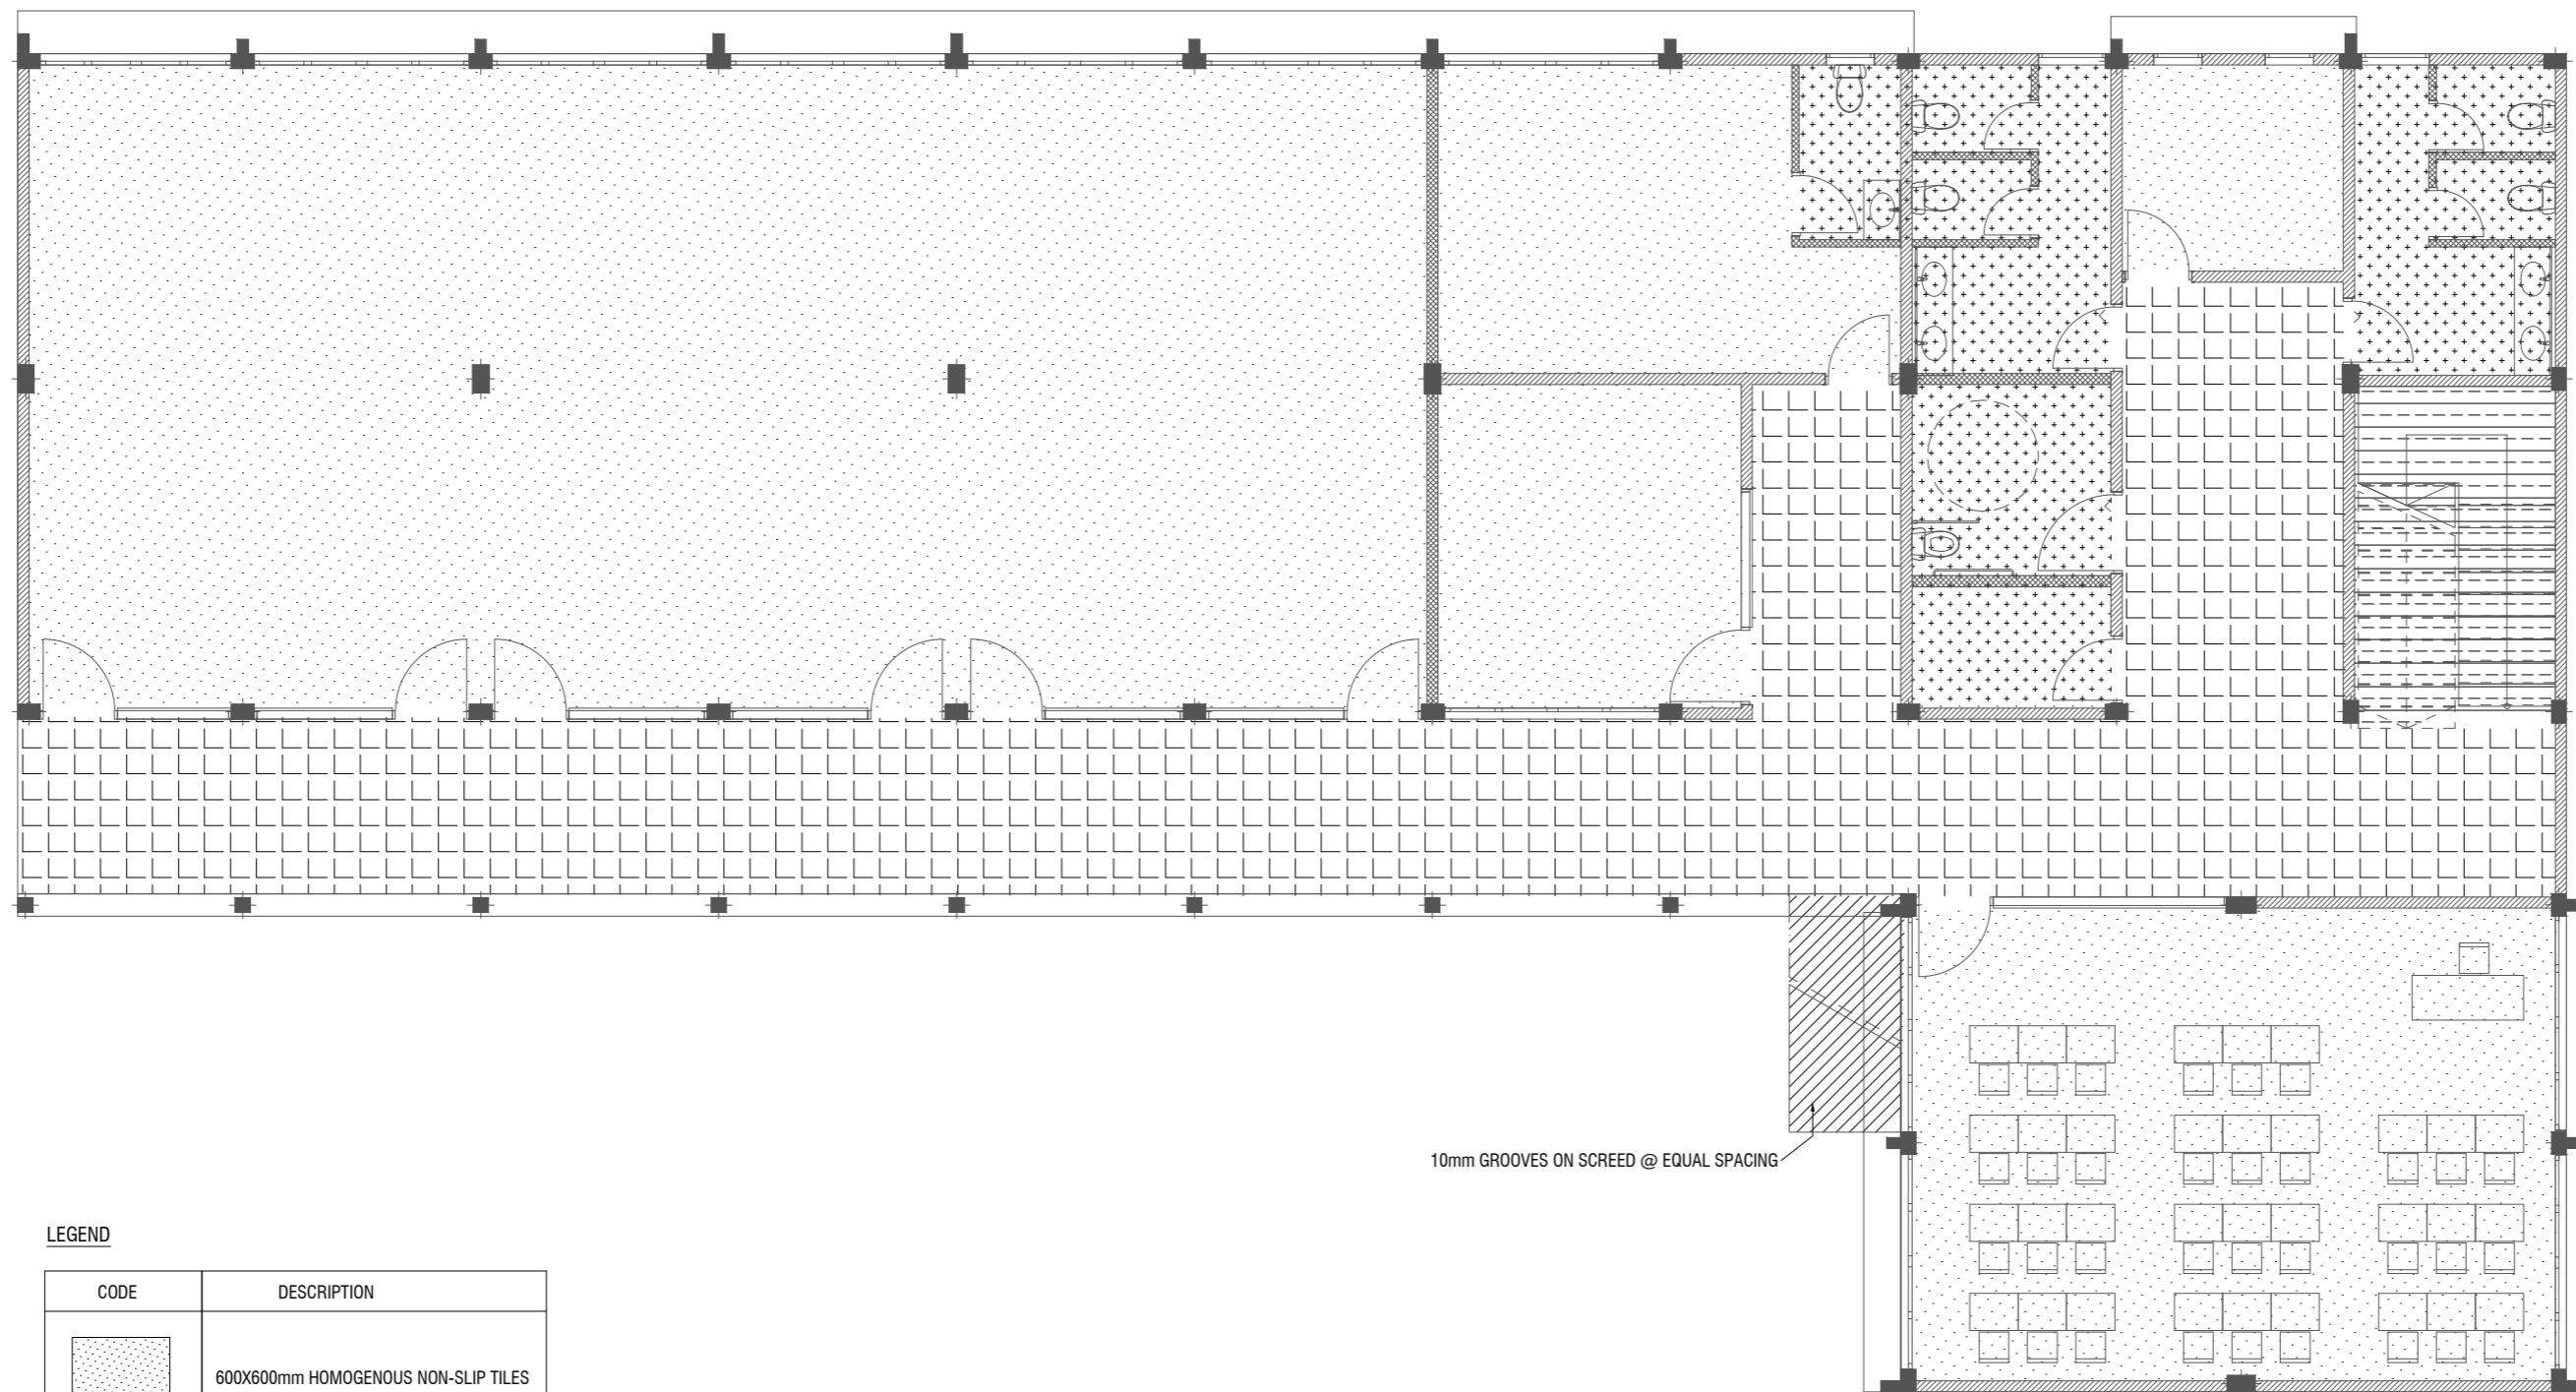 10mm GROOVES ON SCREED @ EQUAL SPACING
LEGEND
CODE DESCRIPTION
600X600mm HOMOGENOUS NON-SLIP TILES